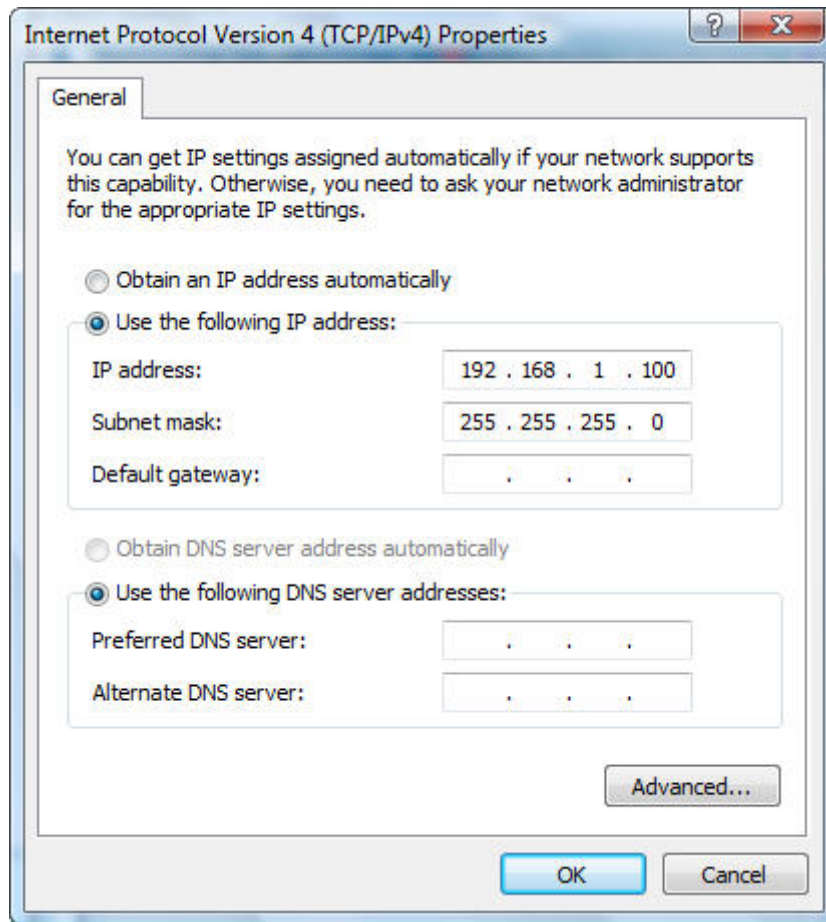 Internet Protocol Version 4 (TCP/IPv4) Properties
General
You can get IP settings assigned automatically if your network supports
this capability. Otherwise, you need to ask your network administrator
for the appropriate IP settings.
Obtain an IP address automatically
Use the following IP address:
IP address: 192 . 168 . 1 . 100
Subnet mask: 255 . 255 . 255 . 0
Default gateway: . . .
Obtain DNS server address automatically
Use the following DNS server addresses:
Preferred DNS server: . . .
Alternate DNS server: . . .
Advanced...
OK Cancel